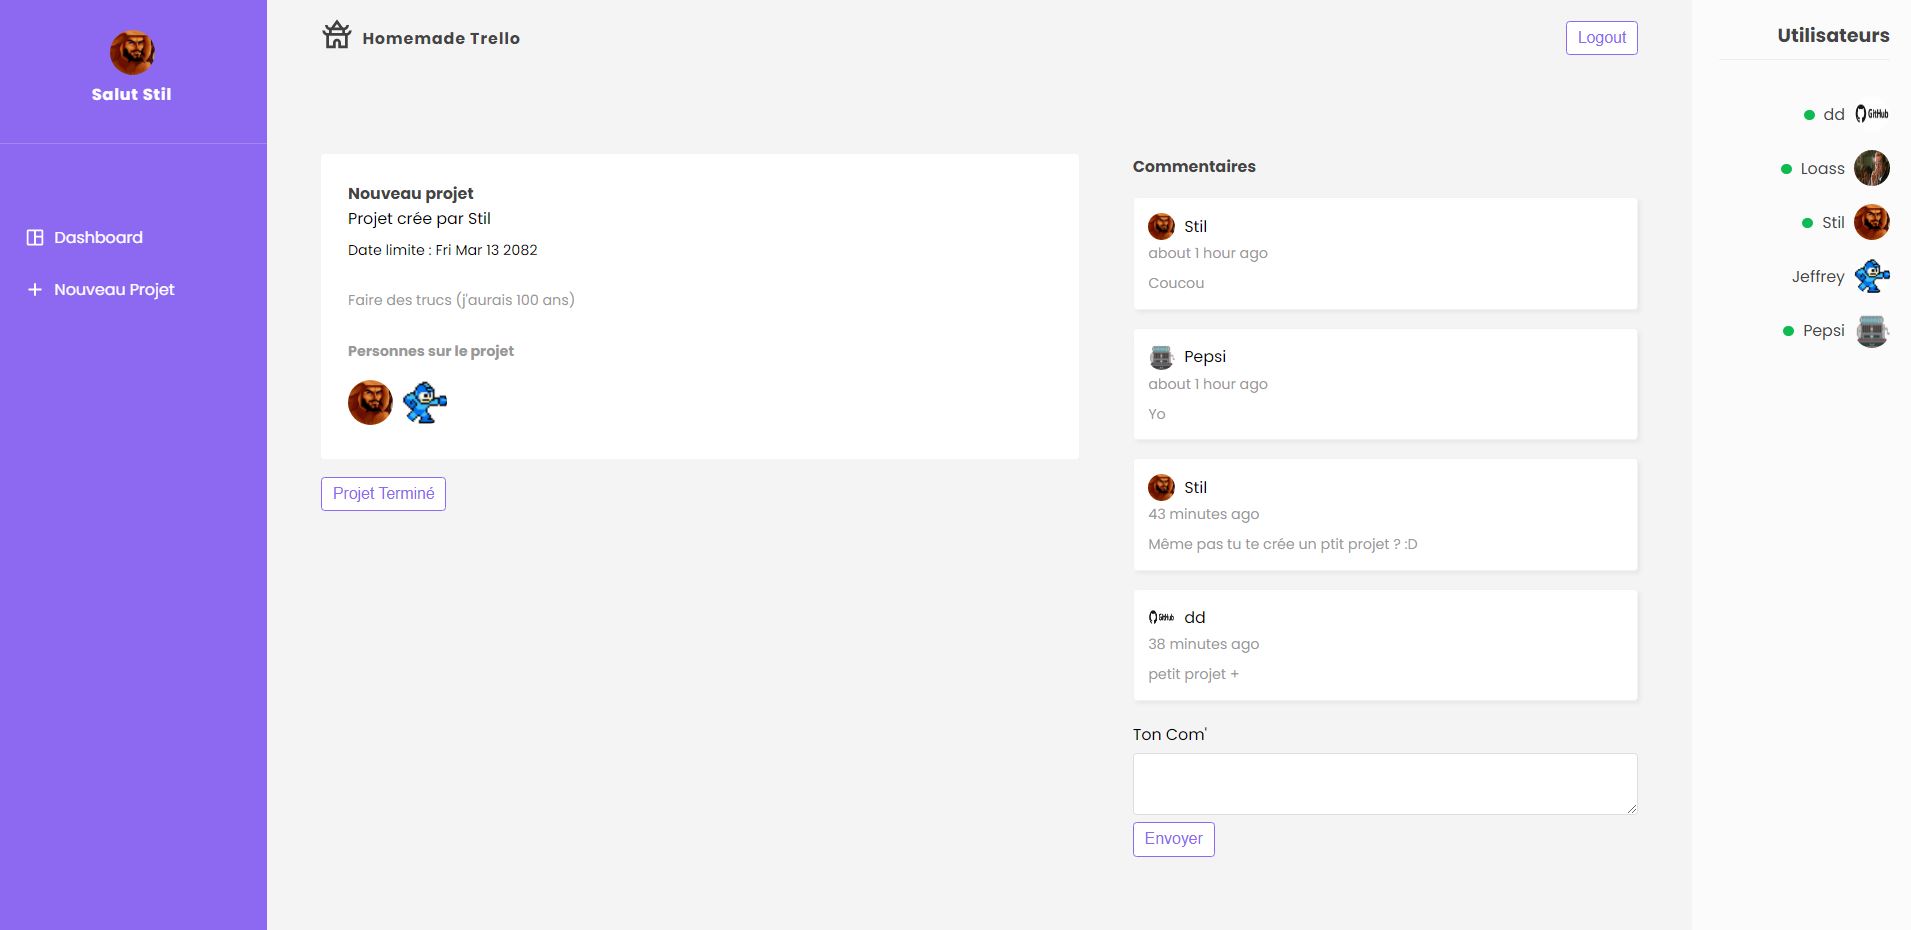 Salut Stil
Dashboard
Nouveau Projet
Homemade Trello
Logout
Nouveau projet
Projet crée par Stil
Date limite : Fri Mar 13 2082
Faire des trucs (j'aurais 100 ans)
Personnes sur le projet
Projet Terminé
Commentaires
Stil
about 1 hour ago
Coucou
Pepsi
about 1 hour ago
Yo
Stil
43 minutes ago
Même pas tu te crée un ptit projet ? :D
GitHub dd
38 minutes ago
petit projet +
Ton Com'
Envoyer
Utilisateurs
dd GitHub
Loass
Stil
Jeffrey
Pepsi